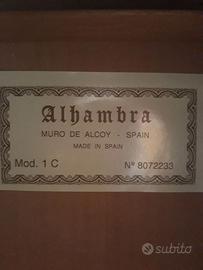 Alhambra
MURO DE ALCOY - SPAIN
MADE IN SPAIN
Mod. 1 C Nº 8072233
subito